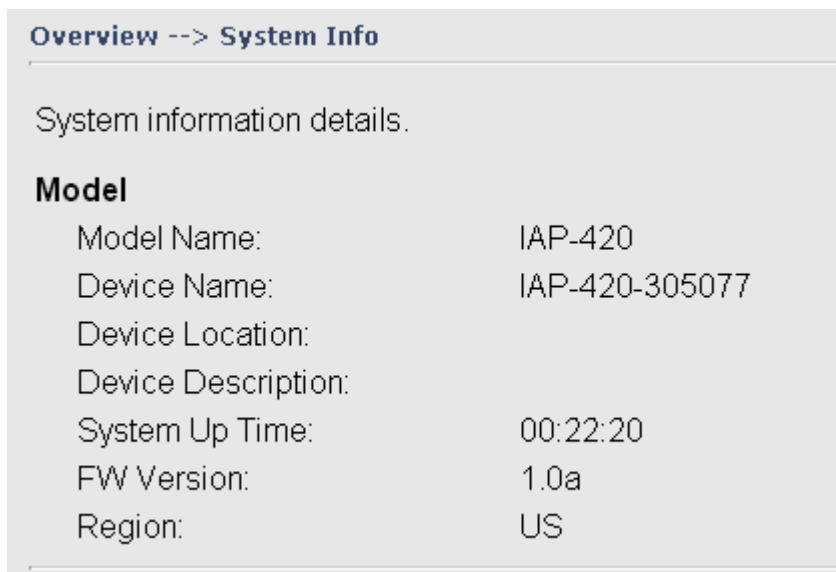 Overview --> System Info
System information details.
Model
Model Name: IAP-420
Device Name: IAP-420-305077
Device Location:
Device Description:
System Up Time: 00:22:20
FW Version: 1.0a
Region: US